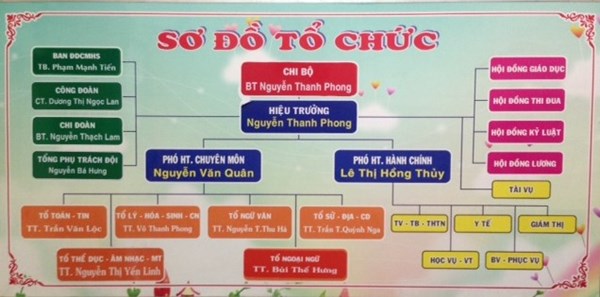 SƠ ĐỒ TỔ CHỨC
BAN ĐDCMHS
TB. Phạm Mạnh Tiến
CÔNG ĐOÀN
CT. Dương Thị Ngọc Lan
CHI ĐOÀN
BT. Nguyễn Thạch Lam
TỔNG PHỤ TRÁCH ĐỘI
Nguyễn Bá Hưng
CHI BỘ
BT Nguyễn Thanh Phong
HIỆU TRƯỞNG
Nguyễn Thanh Phong
HỘI ĐỒNG GIÁO DỤC
HỘI ĐỒNG THI ĐUA
HỘI ĐỒNG KỶ LUẬT
HỘI ĐỒNG LƯƠNG
PHÓ HT. CHUYÊN MÔN
Nguyễn Văn Quân
PHÓ HT. HÀNH CHÍNH
Lê Thị Hồng Thủy
TÀI VỤ
TỔ TOÁN - TIN
TT. Trần Văn Lộc
TỔ LÝ - HÓA - SINH - CN
TT. Võ Thanh Phong
TỔ NGỮ VĂN
TT. Nguyễn T.Thu Hà
TỔ SỬ - ĐỊA - CD
TT. Trần T.Quỳnh Nga
TV - TB - THTN
Y TẾ
GIÁM THỊ
TỔ THỂ DỤC - ÂM NHẠC - MT
TT. Nguyễn Thị Yến Linh
TỔ NGOẠI NGỮ
TT. Bùi Thế Hưng
HỌC VỤ - VT
BV - PHỤC VỤ